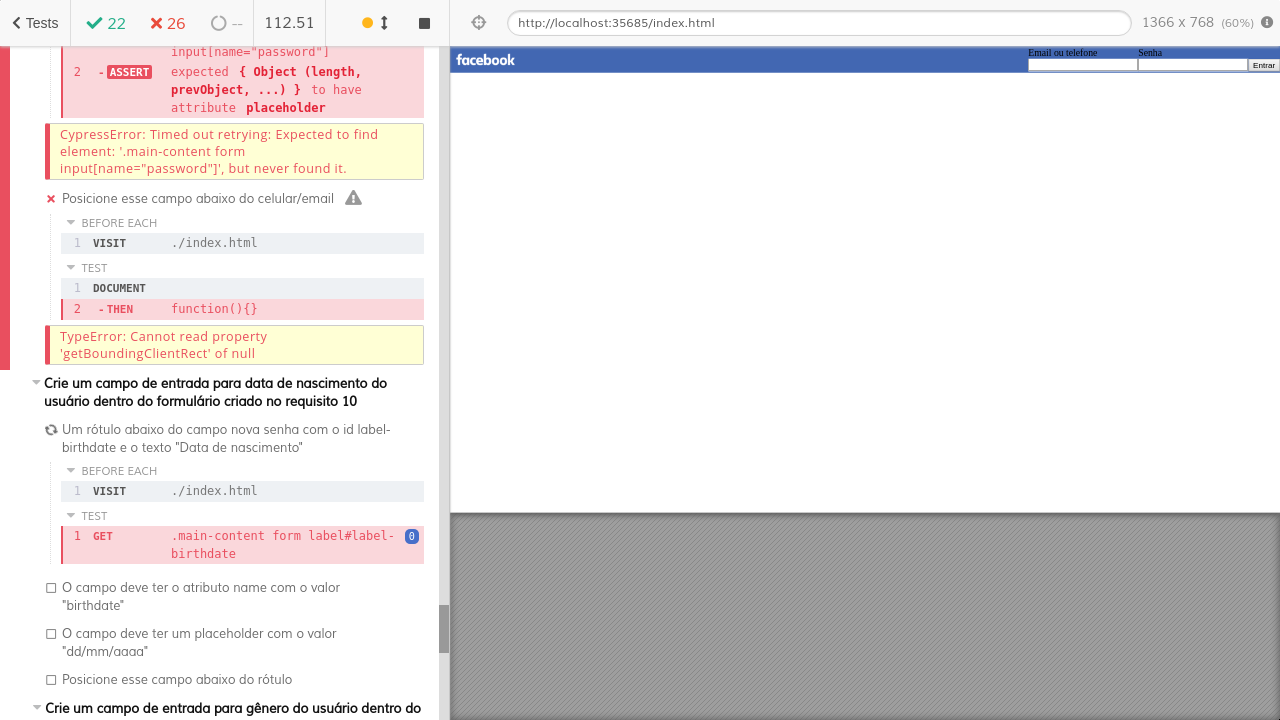 Tests
22
26
--
112.51
http://localhost:35685/index.html
1366 x 768 (60%)
input[name="password"]
2 -ASSERT expected { Object (length,
prevObject, ...) } to have
attribute placeholder
CypressError: Timed out retrying: Expected to find
element: '.main-content form
input[name="password"]', but never found it.
Posicione esse campo abaixo do celular/email
BEFORE EACH
1 VISIT ./index.html
TEST
1 DOCUMENT
2 -THEN function(){}
TypeError: Cannot read property
'getBoundingClientRect' of null
Crie um campo de entrada para data de nascimento do
usuário dentro do formulário criado no requisito 10
Um rótulo abaixo do campo nova senha com o id label-
birthdate e o texto "Data de nascimento"
BEFORE EACH
1 VISIT ./index.html
TEST
1 GET .main-content form label#label- 0
birthdate
O campo deve ter o atributo name com o valor
"birthdate"
O campo deve ter um placeholder com o valor
"dd/mm/aaaa"
Posicione esse campo abaixo do rótulo
Crie um campo de entrada para gênero do usuário dentro do
facebook
Email ou telefone
Senha
Entrar